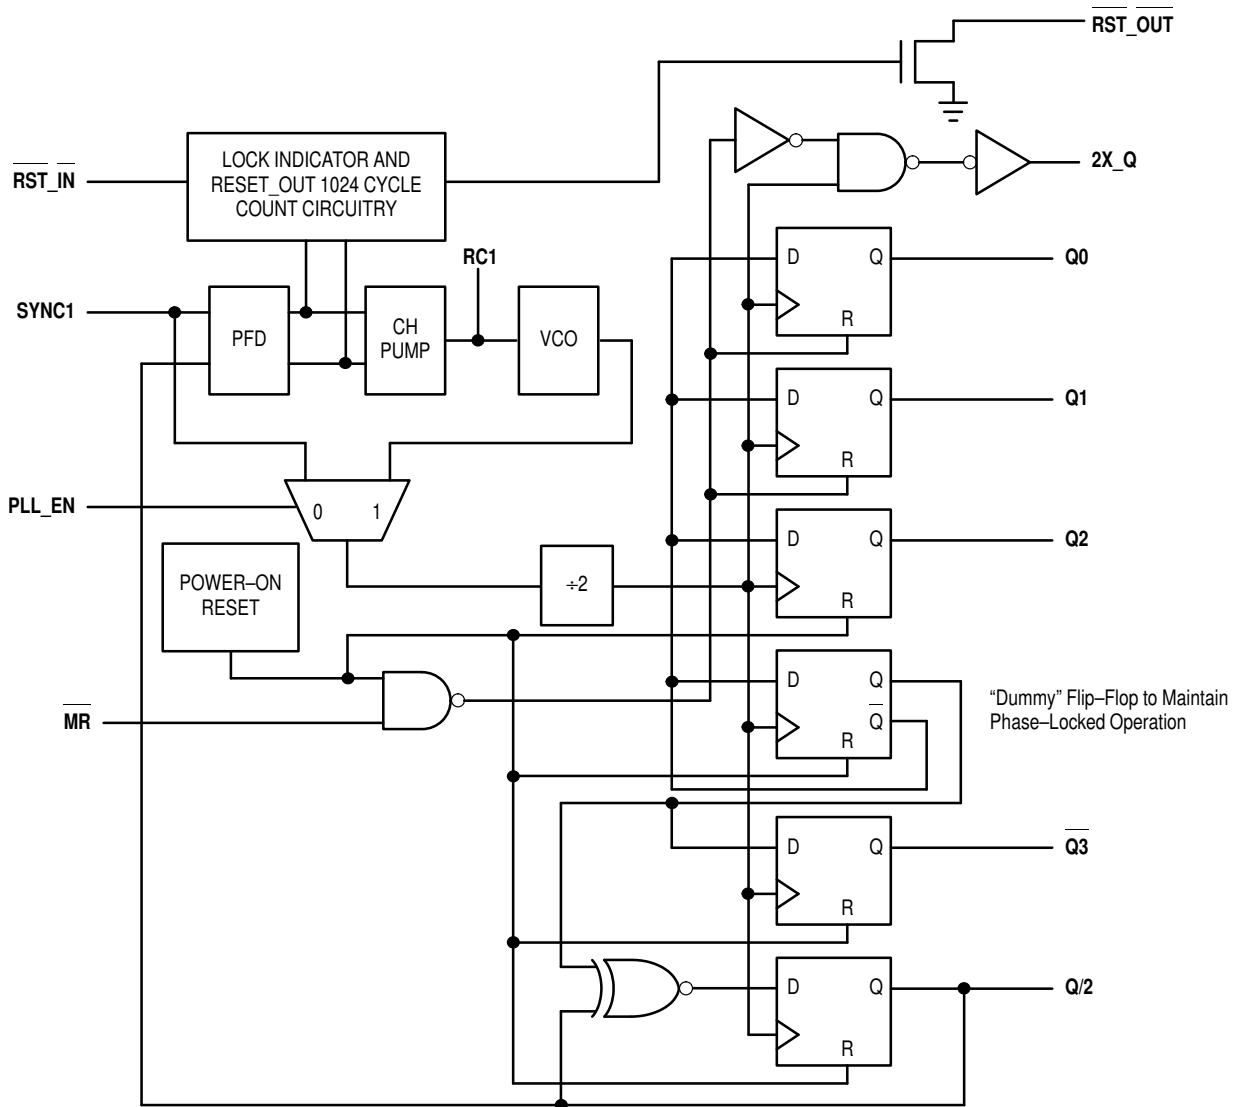 RST_OUT
LOCK INDICATOR AND
RESET_OUT 1024 CYCLE
COUNT CIRCUITRY
RST_IN
2X_Q
RC1
SYNC1
PFD
CH
PUMP
VCO
D Q
R
Q0
D Q
R
Q1
PLL_EN
0 1
D Q
R
Q2
POWER–ON
RESET
÷2
MR
D Q
Q
R
“Dummy” Flip–Flop to Maintain
Phase–Locked Operation
D Q
R
Q3
D Q
R
Q/2